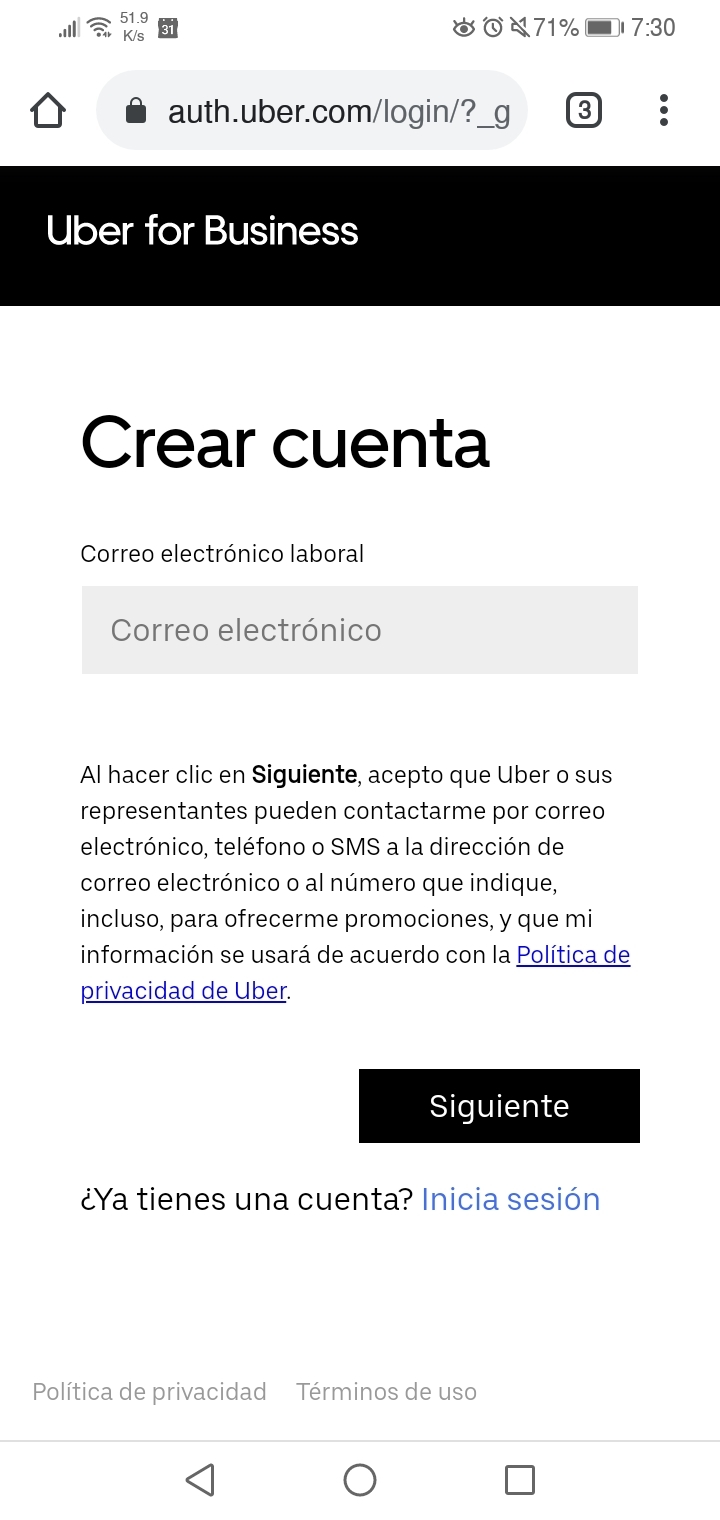 51.9
K/s
31
71%
7:30
auth.uber.com/login/?_g
3
Uber for Business
Crear cuenta
Correo electrónico laboral
Correo electrónico
Al hacer clic en Siguiente, acepto que Uber o sus
representantes pueden contactarme por correo
electrónico, teléfono o SMS a la dirección de
correo electrónico o al número que indique,
incluso, para ofrecerme promociones, y que mi
información se usará de acuerdo con la Política de
privacidad de Uber.
Siguiente
¿Ya tienes una cuenta? Inicia sesión
Política de privacidad Términos de uso